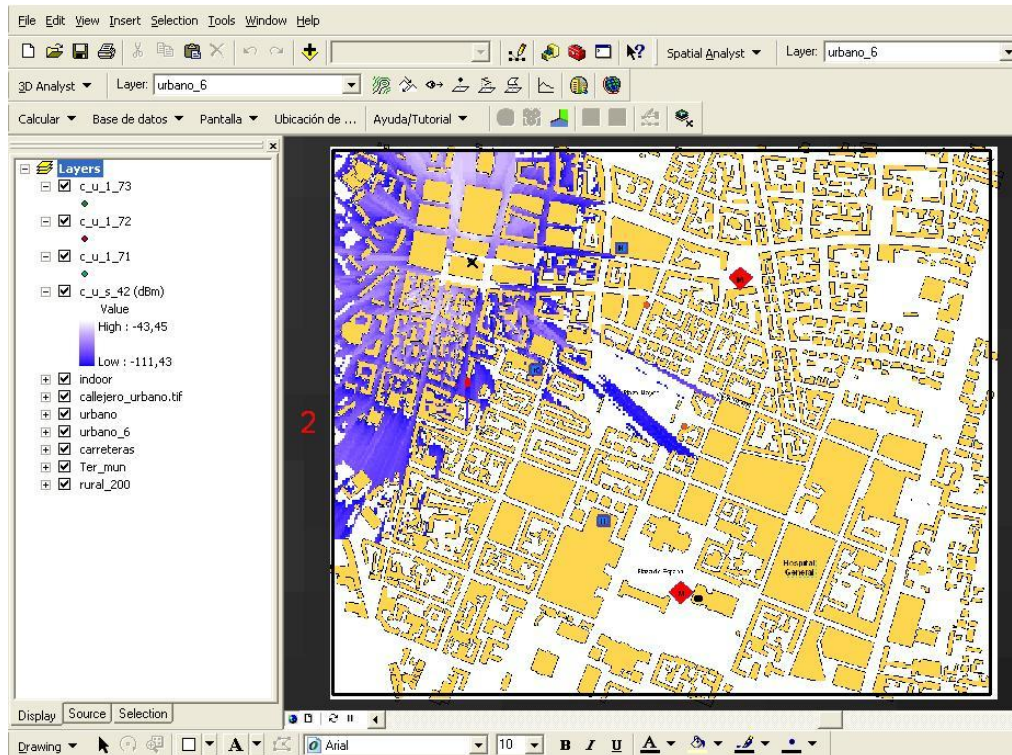 File Edit View Insert Selection Tools Window Help
Spatial Analyst Layer: urbano_6
3D Analyst Layer: urbano_6
Calcular Base de datos Pantalla Ubicación de ... Ayuda/Tutorial
Layers
c_u_1_73
c_u_1_72
c_u_1_71
c_u_s_42 (dBm)
Value
High : -43,45
Low : -111,43
indoor
callejero_urbano.tif
urbano
urbano_6
carreteras
Ter_mun
rural_200
2
Hospital
General
Display Source Selection
Drawing A Arial 10 B I U A